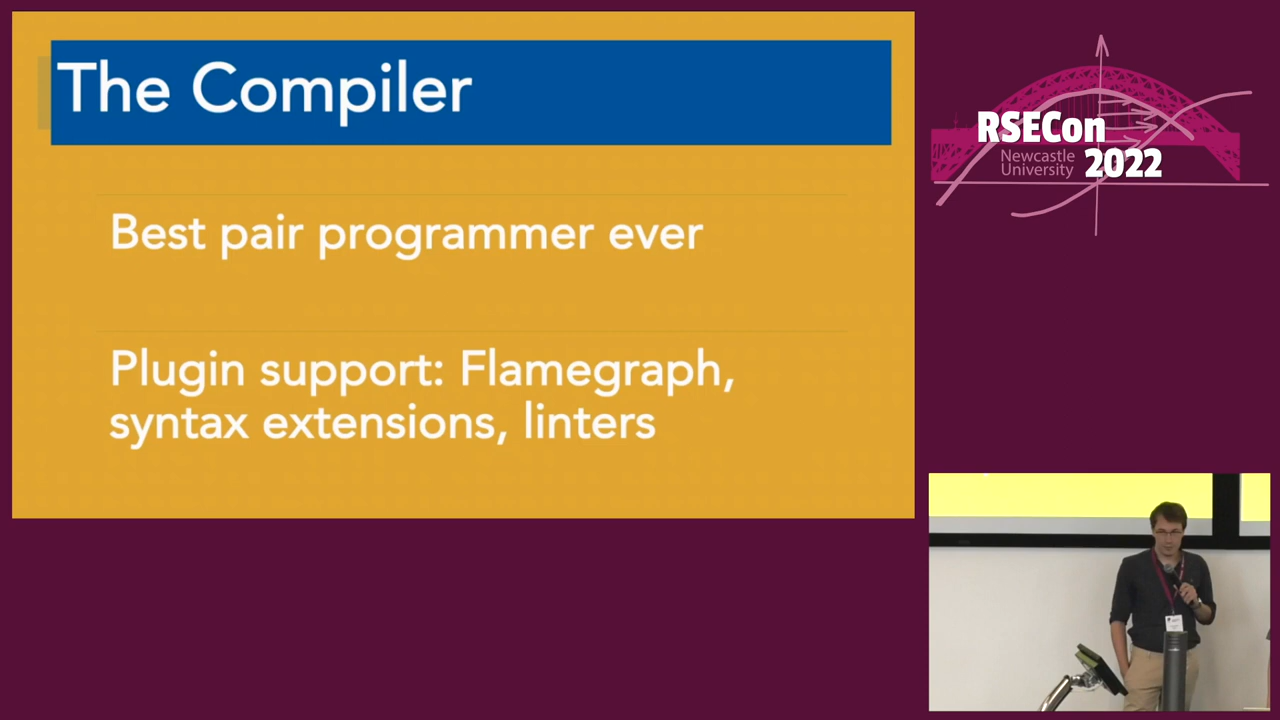 The Compiler
Best pair programmer ever
Plugin support: Flamegraph,
syntax extensions, linters
RSECon
Newcastle
University
2022